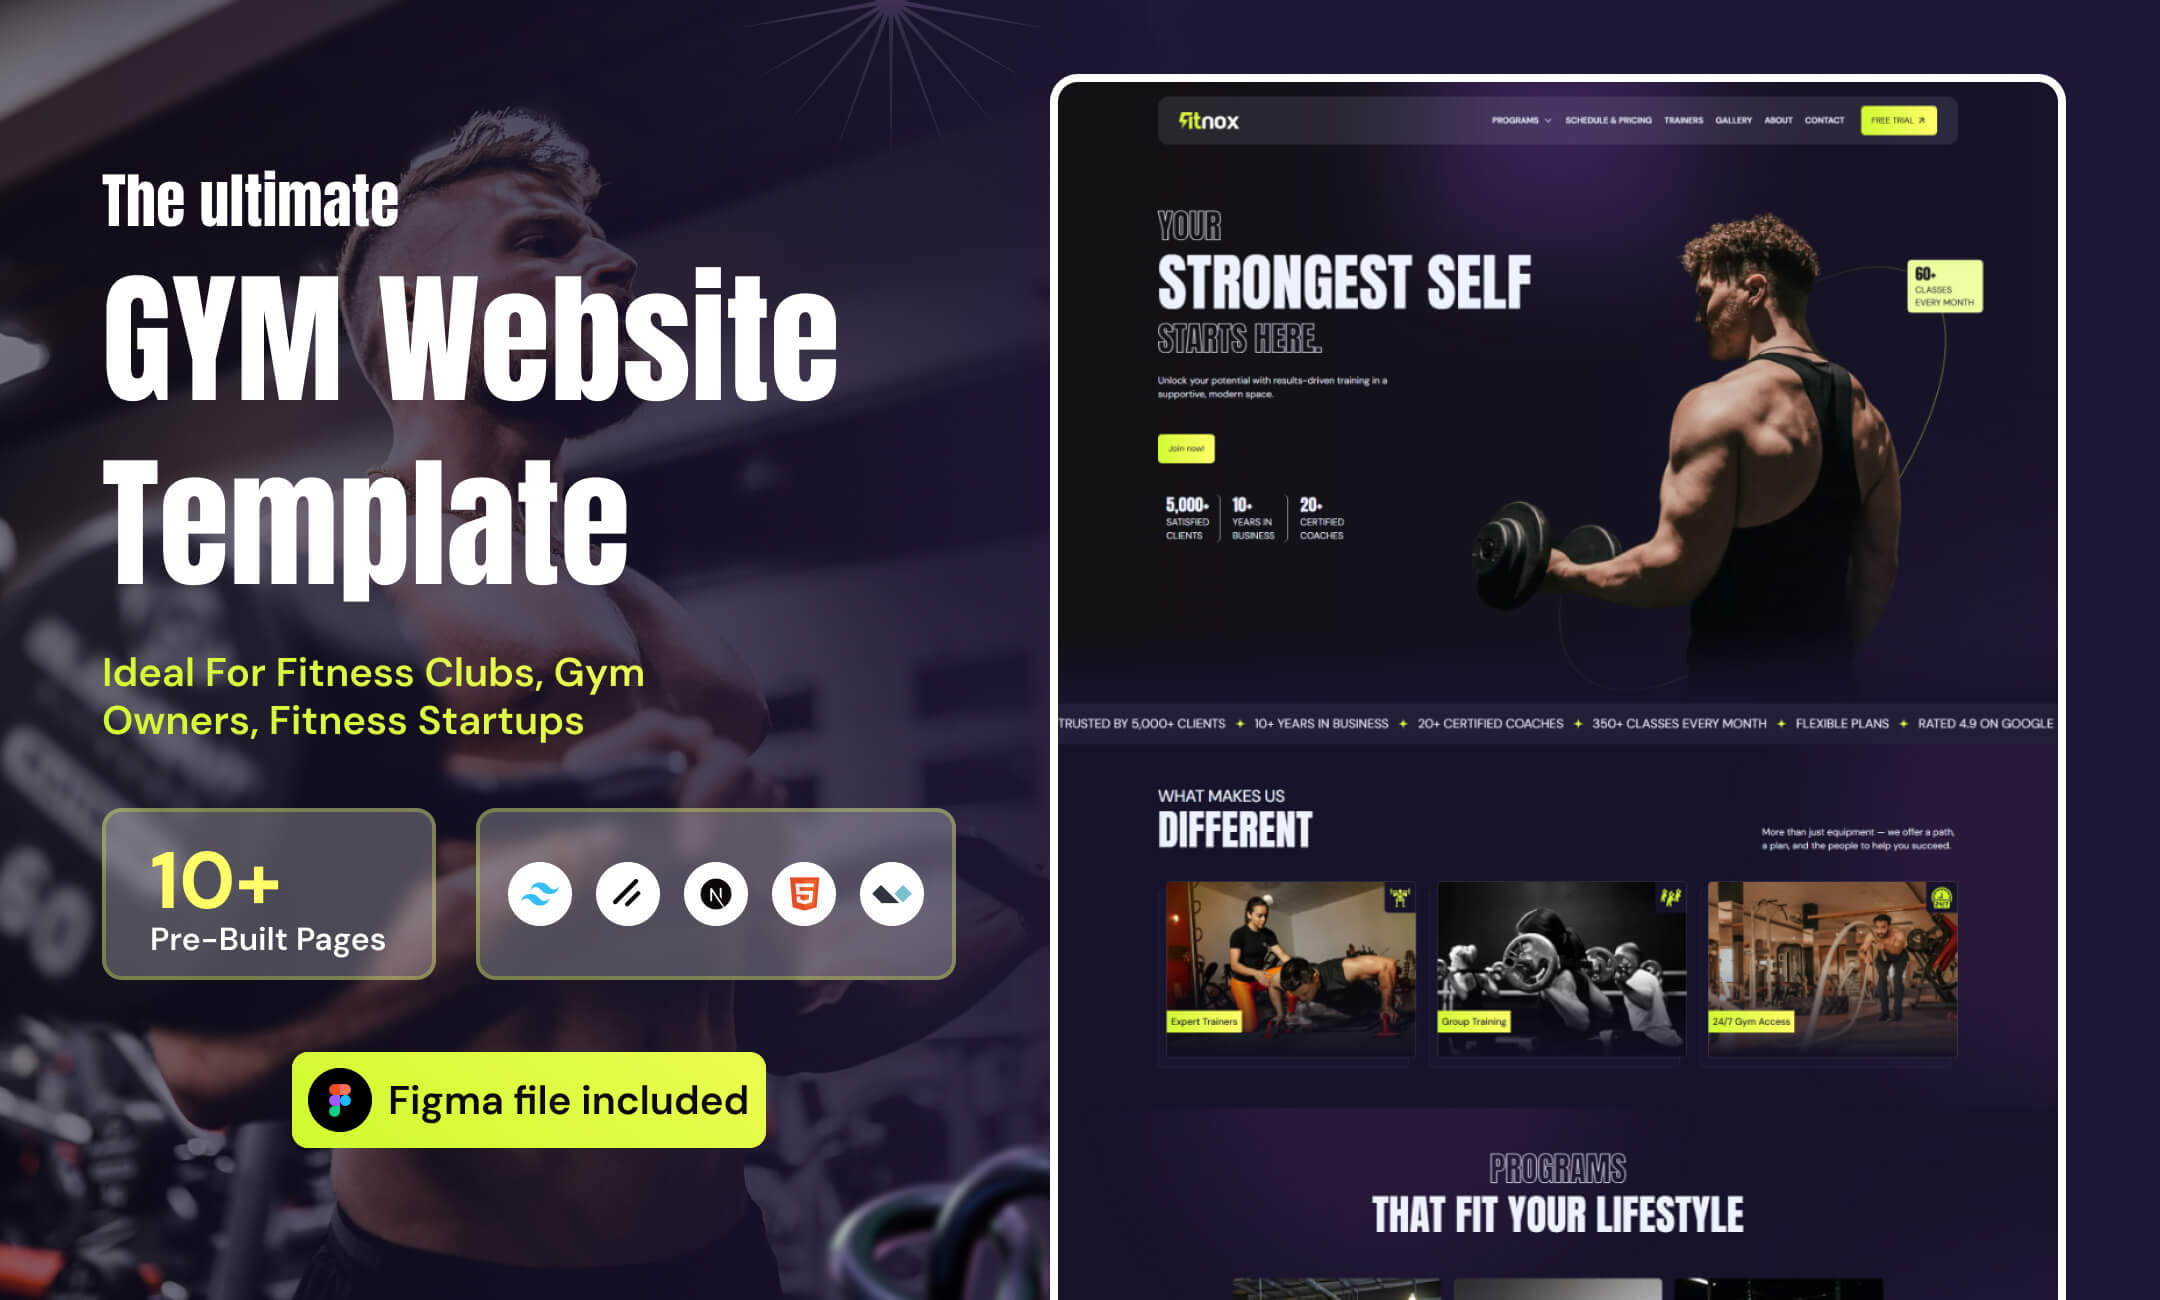 The ultimate
GYM Website
Template
Ideal For Fitness Clubs, Gym
Owners, Fitness Startups
10+
Pre-Built Pages
N
5
Figma file included
fitnox
PROGRAMS
SCHEDULE & PRICING
TRAINERS
GALLERY
ABOUT
CONTACT
FREE TRIAL
YOUR
STRONGEST SELF
STARTS HERE.
Unlock your potential with results-driven training in a
supportive, modern space.
Join now!
5,000+
SATISFIED
CLIENTS
10+
YEARS IN
BUSINESS
20+
CERTIFIED
COACHES
60+
CLASSES
EVERY MONTH
TRUSTED BY 5,000+ CLIENTS ✦ 10+ YEARS IN BUSINESS ✦ 20+ CERTIFIED COACHES ✦ 350+ CLASSES EVERY MONTH ✦ FLEXIBLE PLANS ✦ RATED 4.9 ON GOOGLE
WHAT MAKES US
DIFFERENT
More than just equipment — we offer a path,
a plan, and the people to help you succeed.
Expert Trainers
Group Training
24/7
24/7 Gym Access
PROGRAMS
THAT FIT YOUR LIFESTYLE